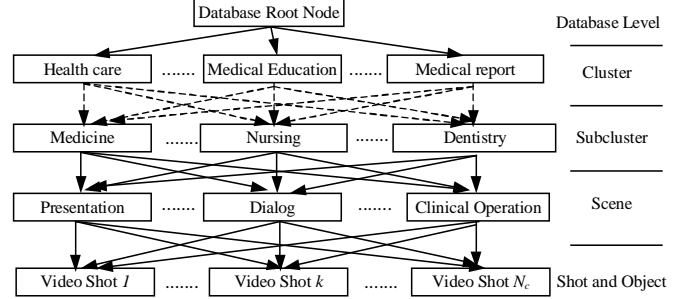 Database Root Node
Database Level
Health care ....... Medical Education ....... Medical report
Cluster
Medicine ....... Nursing ...... Dentistry
Subcluster
Presentation ....... Dialog ...... Clinical Operation
Scene
Video Shot 1 ....... Video Shot k ....... Video Shot Nc
Shot and Object